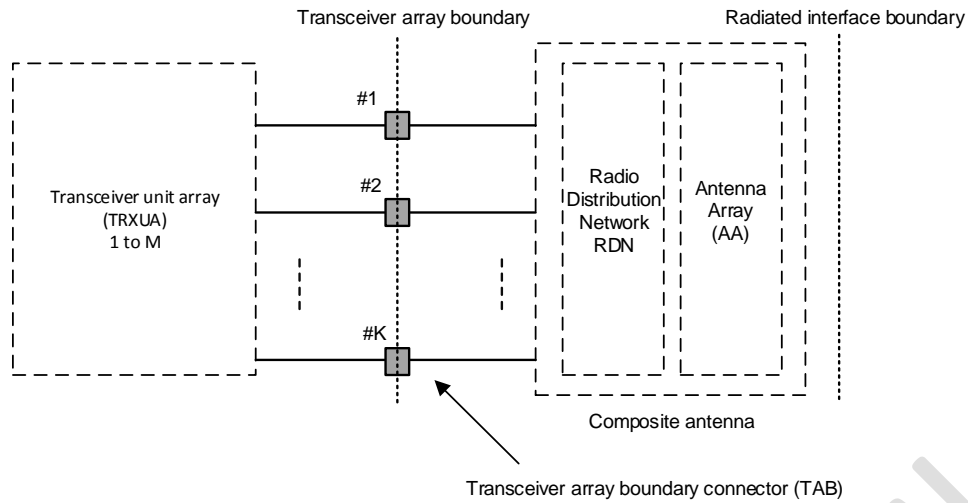 Transceiver array boundary
Radiated interface boundary
#1
#2
#K
Transceiver unit array
(TRXUA)
1 to M
Radio
Distribution
Network
RDN
Antenna
Array
(AA)
Composite antenna
Transceiver array boundary connector (TAB)